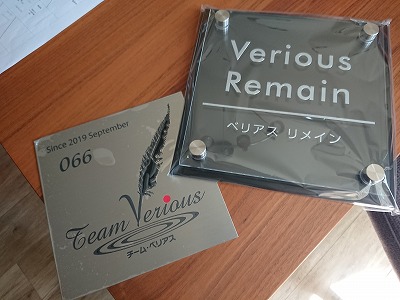 Verious
Remain
ベリアス リメイン
Since 2019 September
066
Team Verious
チーム・ベリアス